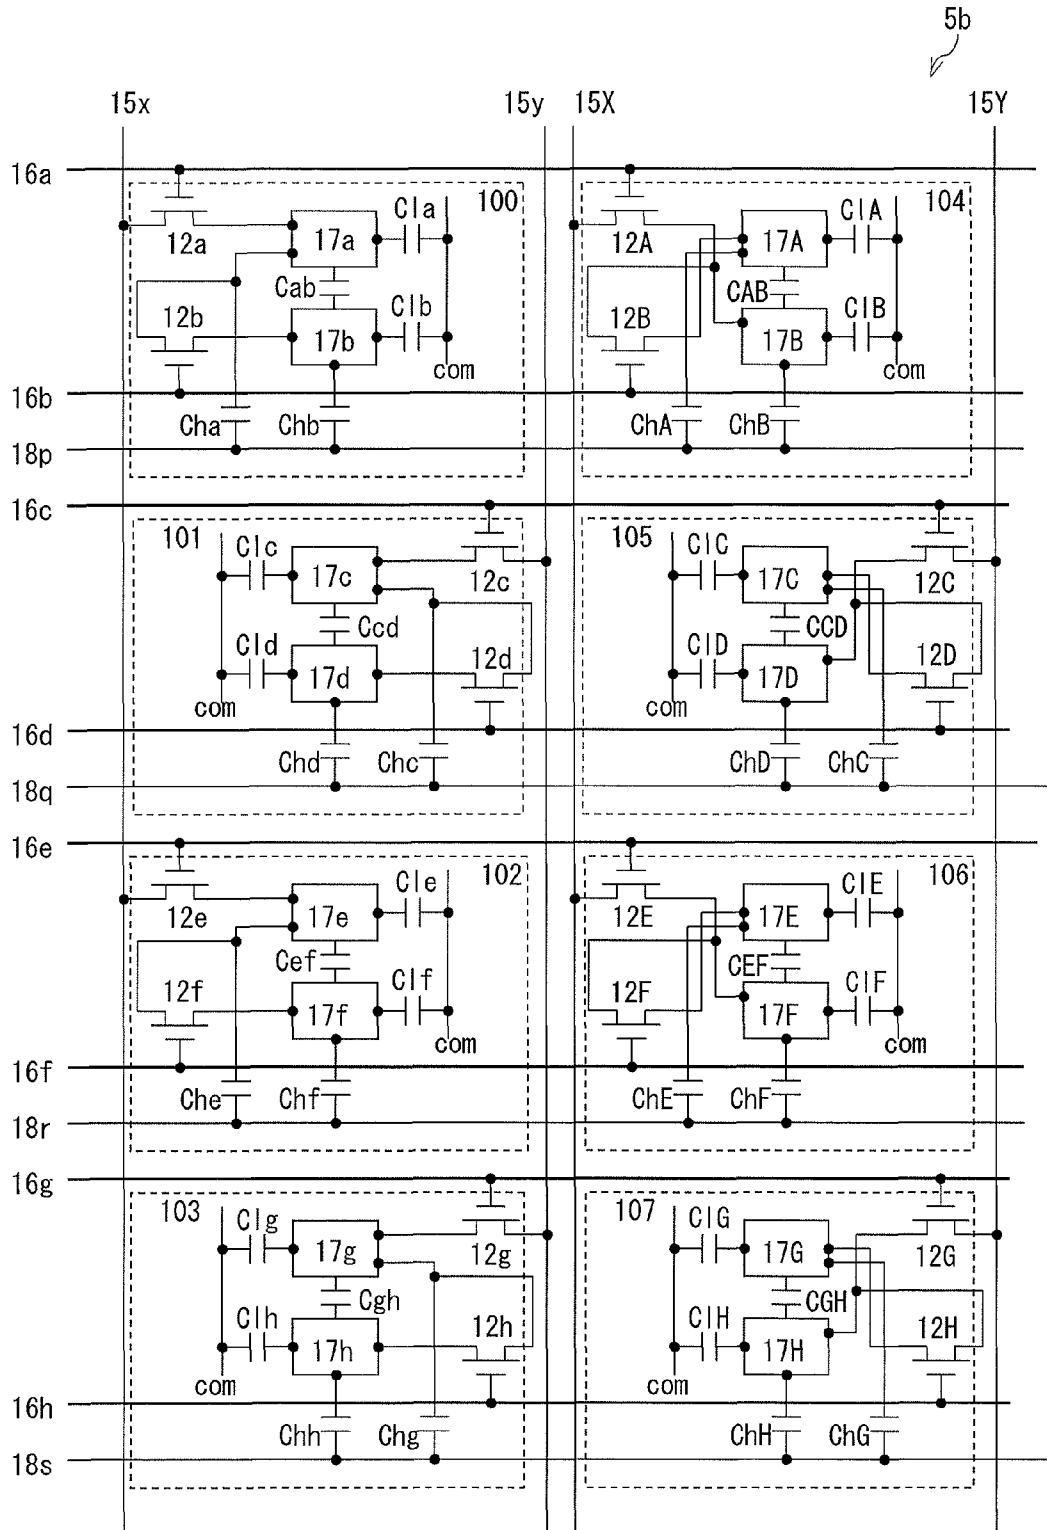 5b
15x 15y 15X 15Y
16a
100 104
Cla ClA
12a 17a 12A 17A
Cab CAB
12b Clb 12B ClB
17b 17B
com com
16b
Cha Chb ChA ChB
18p
16c
101 105
Clc ClC
17c 12c 17C 12C
Ccd CCD
Cld 12d ClD 12D
17d 17D
com com
16d
Chd Chc ChD ChC
18q
16e
102 106
Cle ClE
12e 17e 12E 17E
Cef CEF
12f Clf 12F ClF
17f 17F
com com
16f
Che Chf ChE ChF
18r
16g
103 107
Clg ClG
17g 12g 17G 12G
Cgh CGH
Clh 12h ClH 12H
17h 17H
com com
16h
Chh Chg ChH ChG
18s